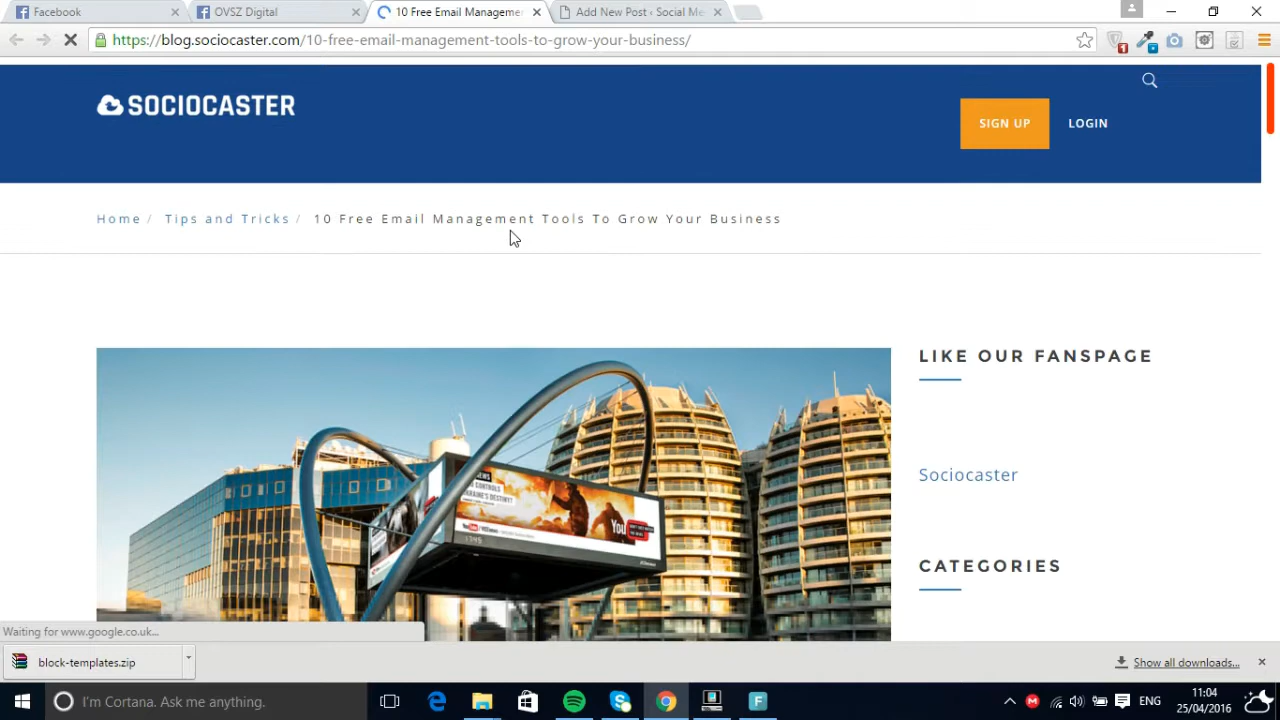 Facebook
OVSZ Digital
10 Free Email Managemer
Add New Post ‹ Social Me
https://blog.sociocaster.com/10-free-email-management-tools-to-grow-your-business/
1
SOCIOCASTER
SIGN UP
LOGIN
Home / Tips and Tricks / 10 Free Email Management Tools To Grow Your Business
LIKE OUR FANSPAGE
Sociocaster
CATEGORIES
You
Waiting for www.google.co.uk...
block-templates.zip
Show all downloads...
I'm Cortana. Ask me anything.
ENG
11:04
25/04/2016